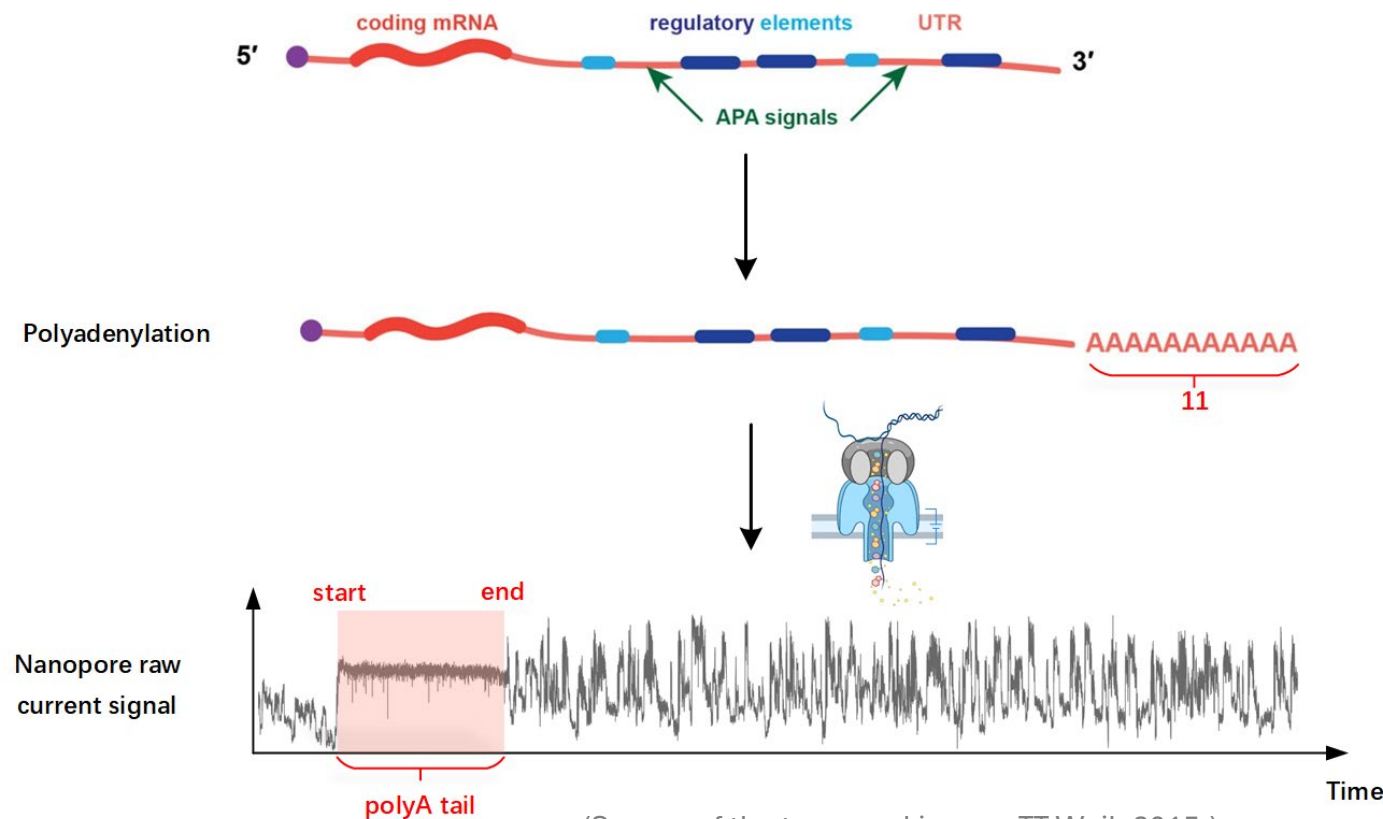 coding mRNA
regulatory elements
UTR
5′
3′
APA signals
Polyadenylation
AAAAAAAAAAA
11
start
end
Nanopore raw
current signal
polyA tail
Time